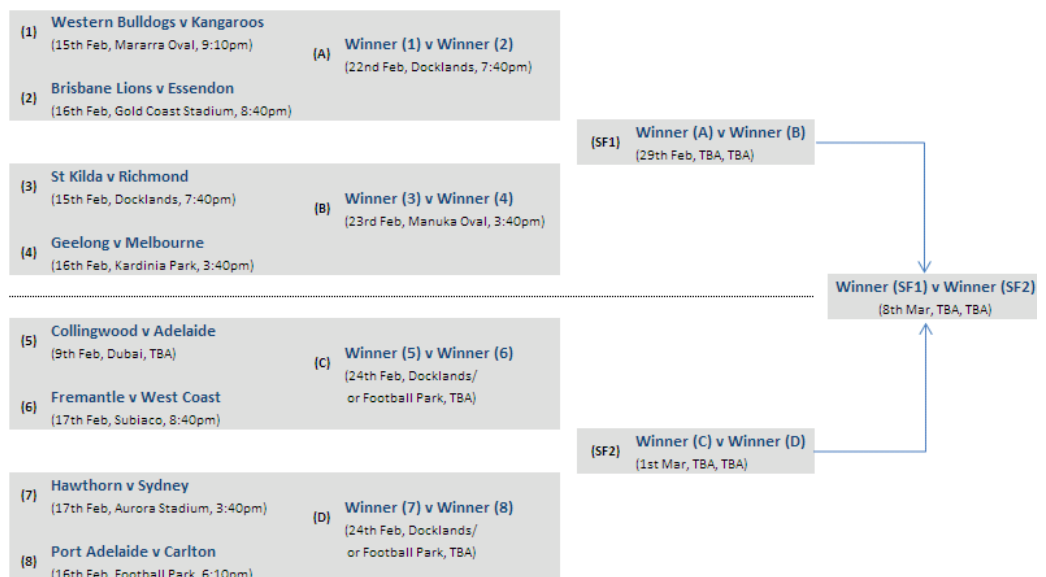 (1) Western Bulldogs v Kangaroos
(15th Feb, Mararra Oval, 9:10pm)
(A) Winner (1) v Winner (2)
(22nd Feb, Docklands, 7:40pm)
(2) Brisbane Lions v Essendon
(16th Feb, Gold Coast Stadium, 8:40pm)
(SF1) Winner (A) v Winner (B)
(29th Feb, TBA, TBA)
(3) St Kilda v Richmond
(15th Feb, Docklands, 7:40pm)
(B) Winner (3) v Winner (4)
(23rd Feb, Manuka Oval, 3:40pm)
(4) Geelong v Melbourne
(16th Feb, Kardinia Park, 3:40pm)
Winner (SF1) v Winner (SF2)
(8th Mar, TBA, TBA)
(5) Collingwood v Adelaide
(9th Feb, Dubai, TBA)
(C) Winner (5) v Winner (6)
(24th Feb, Docklands/
or Football Park, TBA)
(6) Fremantle v West Coast
(17th Feb, Subiaco, 8:40pm)
(SF2) Winner (C) v Winner (D)
(1st Mar, TBA, TBA)
(7) Hawthorn v Sydney
(17th Feb, Aurora Stadium, 3:40pm)
(D) Winner (7) v Winner (8)
(24th Feb, Docklands/
or Football Park, TBA)
(8) Port Adelaide v Carlton
(16th Feb, Football Park, 6:10pm)